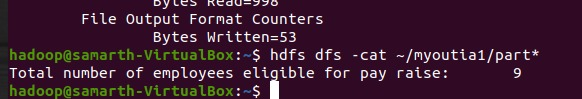 Bytes Read=998
File Output Format Counters
Bytes Written=53
hadoop@samarth-VirtualBox:~$ hdfs dfs -cat ~/myoutia1/part*
Total number of employees eligible for pay raise: 9
hadoop@samarth-VirtualBox:~$